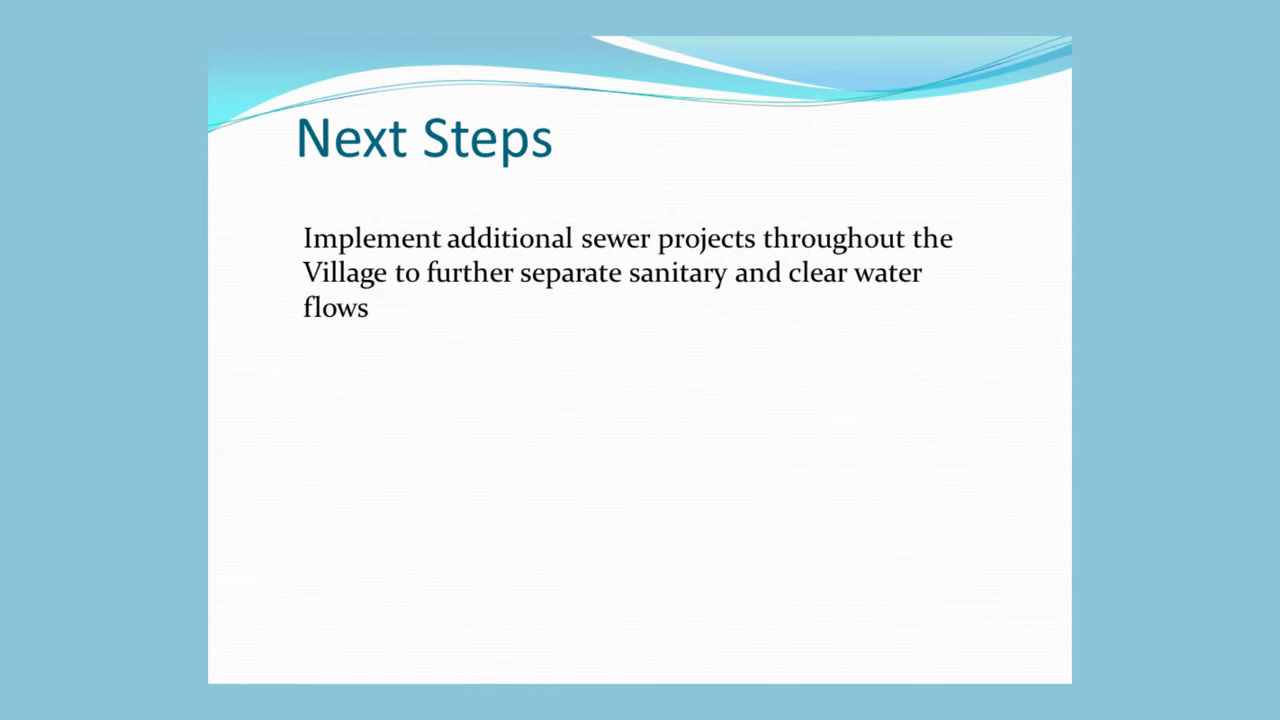 Next Steps
Implement additional sewer projects throughout the
Village to further separate sanitary and clear water
flows